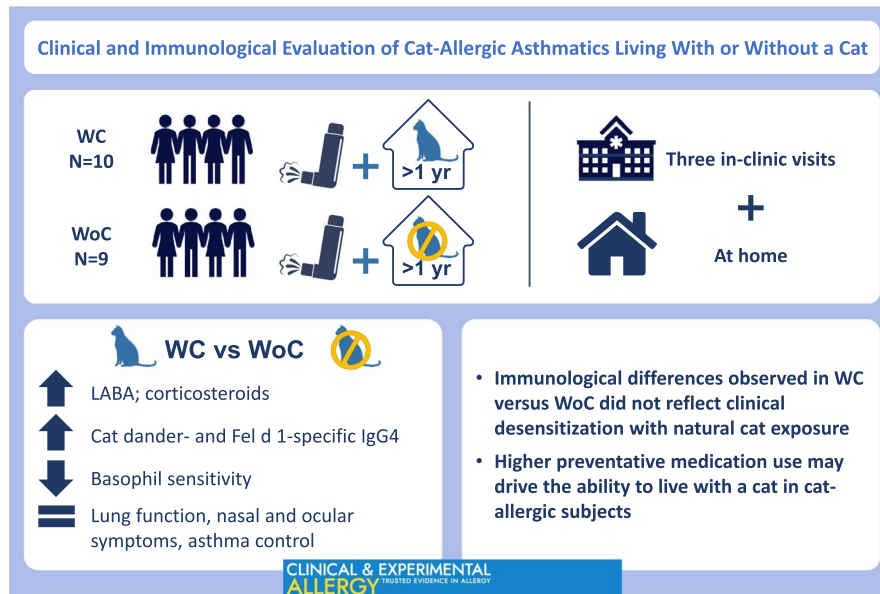 Clinical and Immunological Evaluation of Cat-Allergic Asthmatics Living With or Without a Cat
WC
N=10
>1 yr
WoC
N=9
>1 yr
Three in-clinic visits
At home
WC vs WoC
LABA; corticosteroids
Cat dander- and Fel d 1-specific IgG4
Basophil sensitivity
Lung function, nasal and ocular
symptoms, asthma control
• Immunological differences observed in WC
versus WoC did not reflect clinical
desensitization with natural cat exposure
• Higher preventative medication use may
drive the ability to live with a cat in cat-
allergic subjects
CLINICAL & EXPERIMENTAL
ALLERGY TRUSTED EVIDENCE IN ALLERGY